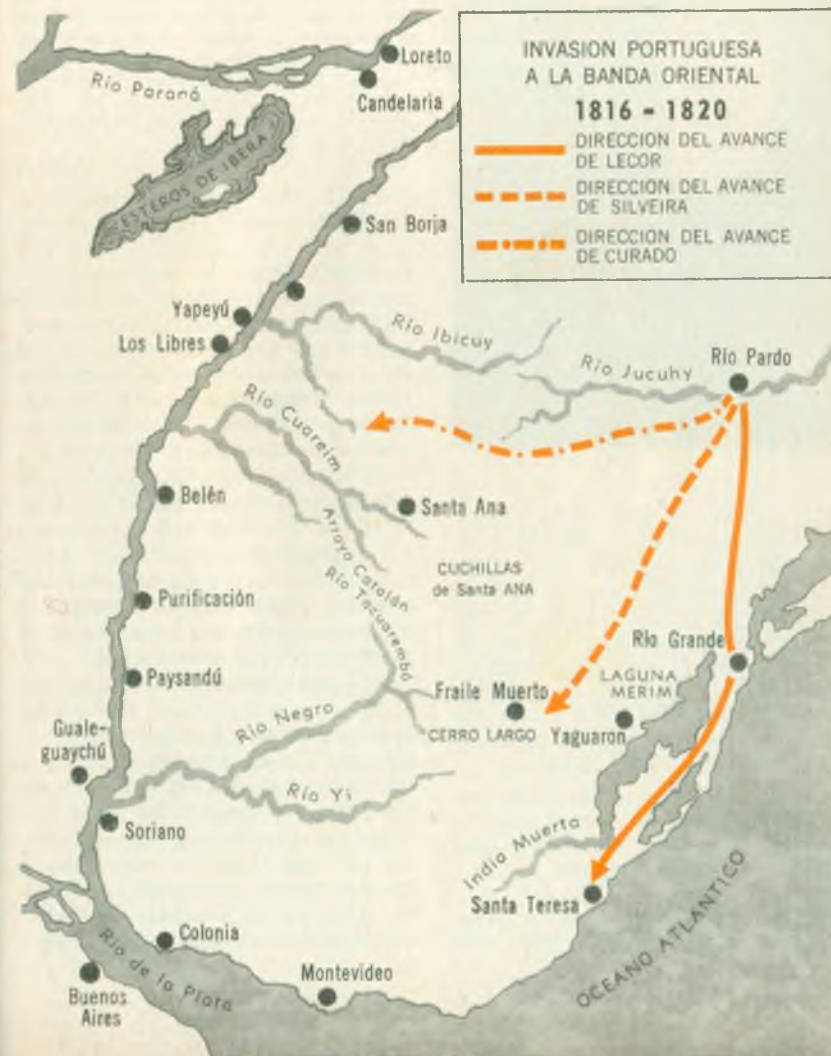 INVASION PORTUGUESA
A LA BANDA ORIENTAL
1816 - 1820
DIRECCION DEL AVANCE
DE LECOR
DIRECCION DEL AVANCE
DE SILVEIRA
DIRECCION DEL AVANCE
DE CURADO
Loreto
Río Paraná
Candelaria
ESTEROS DE IBERA
San Borja
Yapeyú
Los Libres
Río Ibicuy
Río Jucuhy
Río Pardo
Río Cuareim
Belén
Santa Ana
Arroyo Catalán
CUCHILLAS
de Santa ANA
Río Tacuarembó
Purificación
Paysandú
Río Grande
LAGUNA
MERIM
Fraile Muerto
Río Negro
CERRO LARGO
Yaguaron
Guale-
guaychú
Río Yi
Soriano
India Muerta
Santa Teresa
Colonia
Río de la Plata
Montevideo
Buenos
Aires
OCEANO ATLANTICO